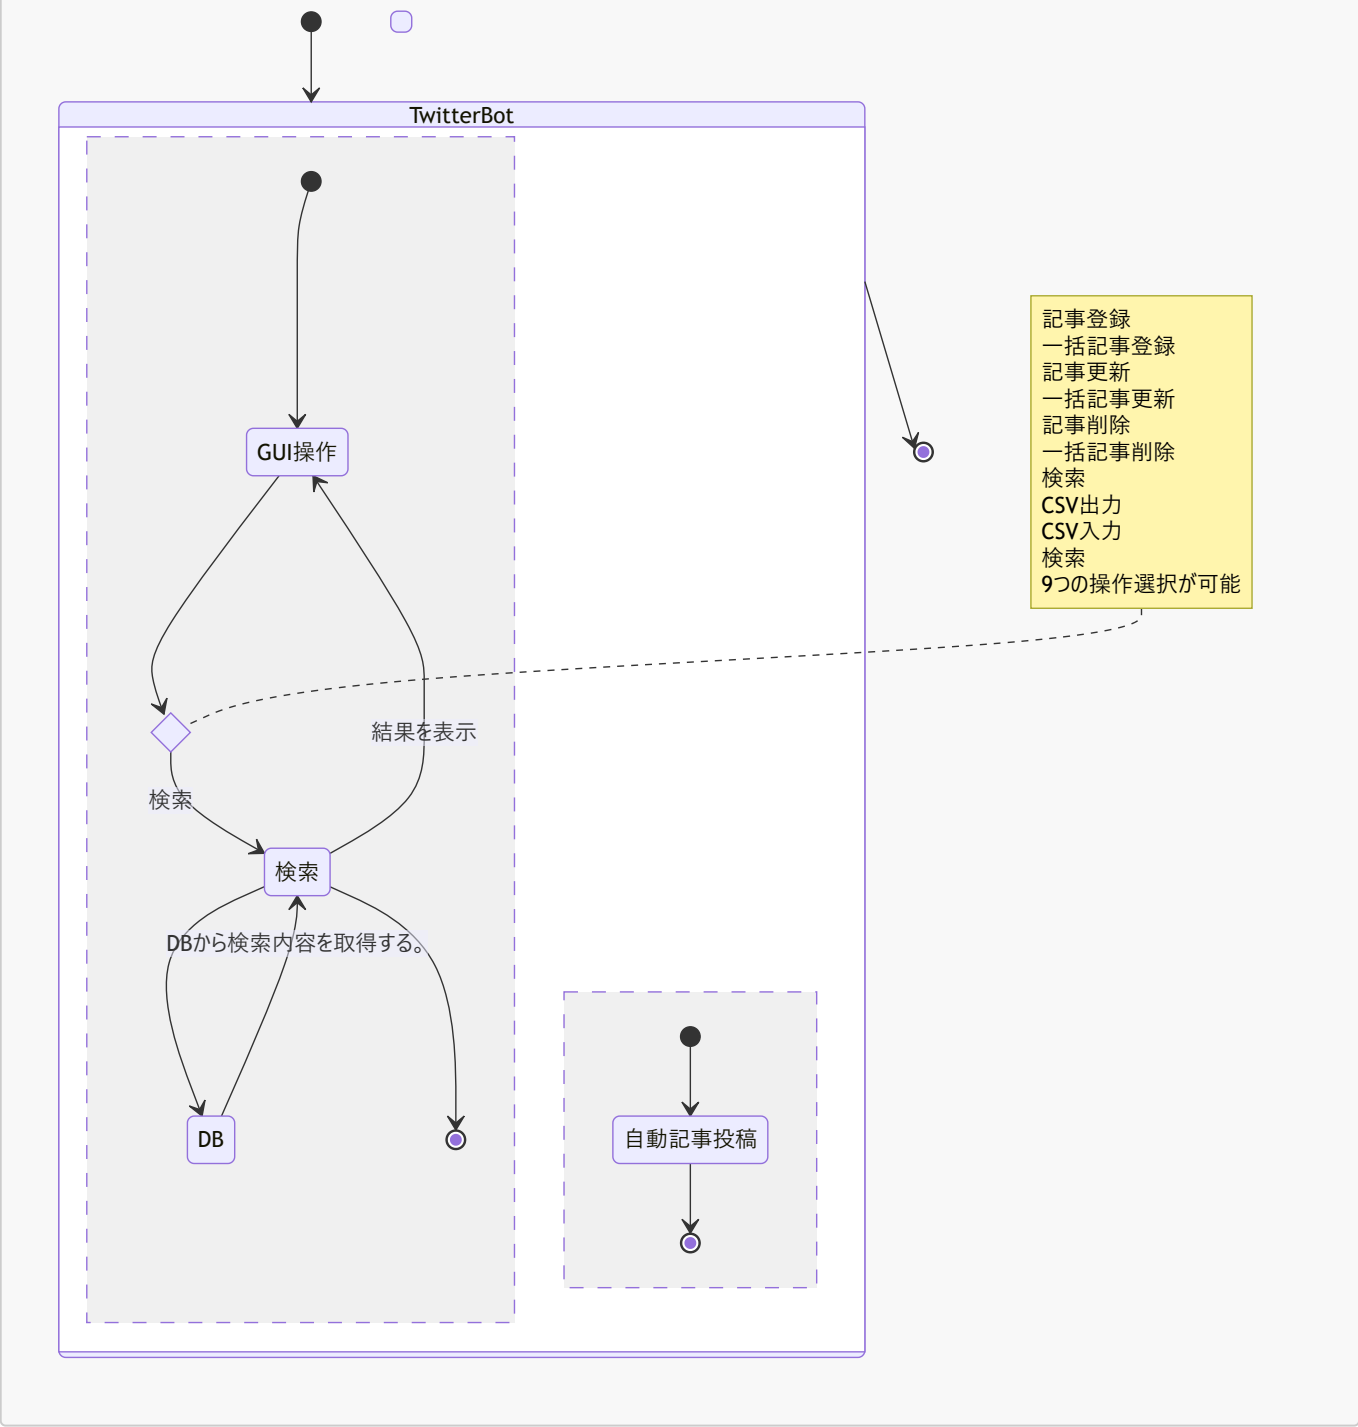 TwitterBot
記事登録
一括記事登録
記事更新
一括記事更新
記事削除
一括記事削除
検索
CSV出力
CSV入力
検索
9つの操作選択が可能
GUI操作
結果を表示
検索
検索
DBから検索内容を取得する。
DB
自動記事投稿